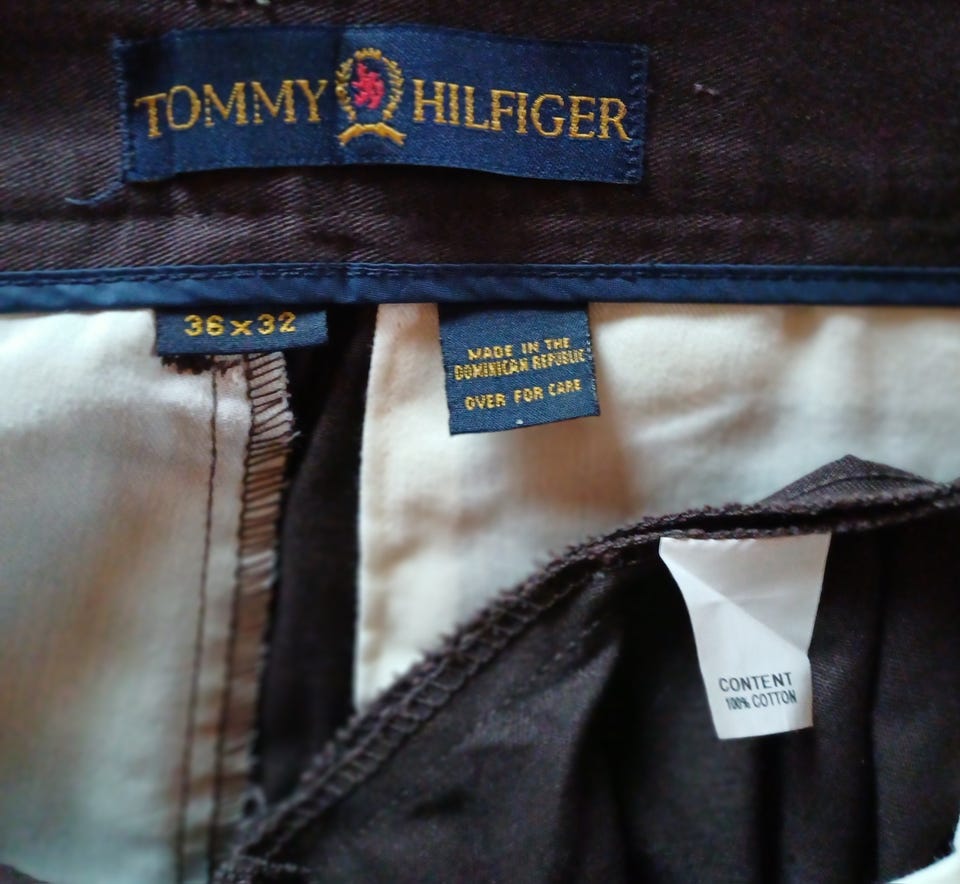 TOMMY HILFIGER
36x32
MADE IN THE
DOMINICAN REPUBLIC
OVER FOR CARE
CONTENT
100% COTTON